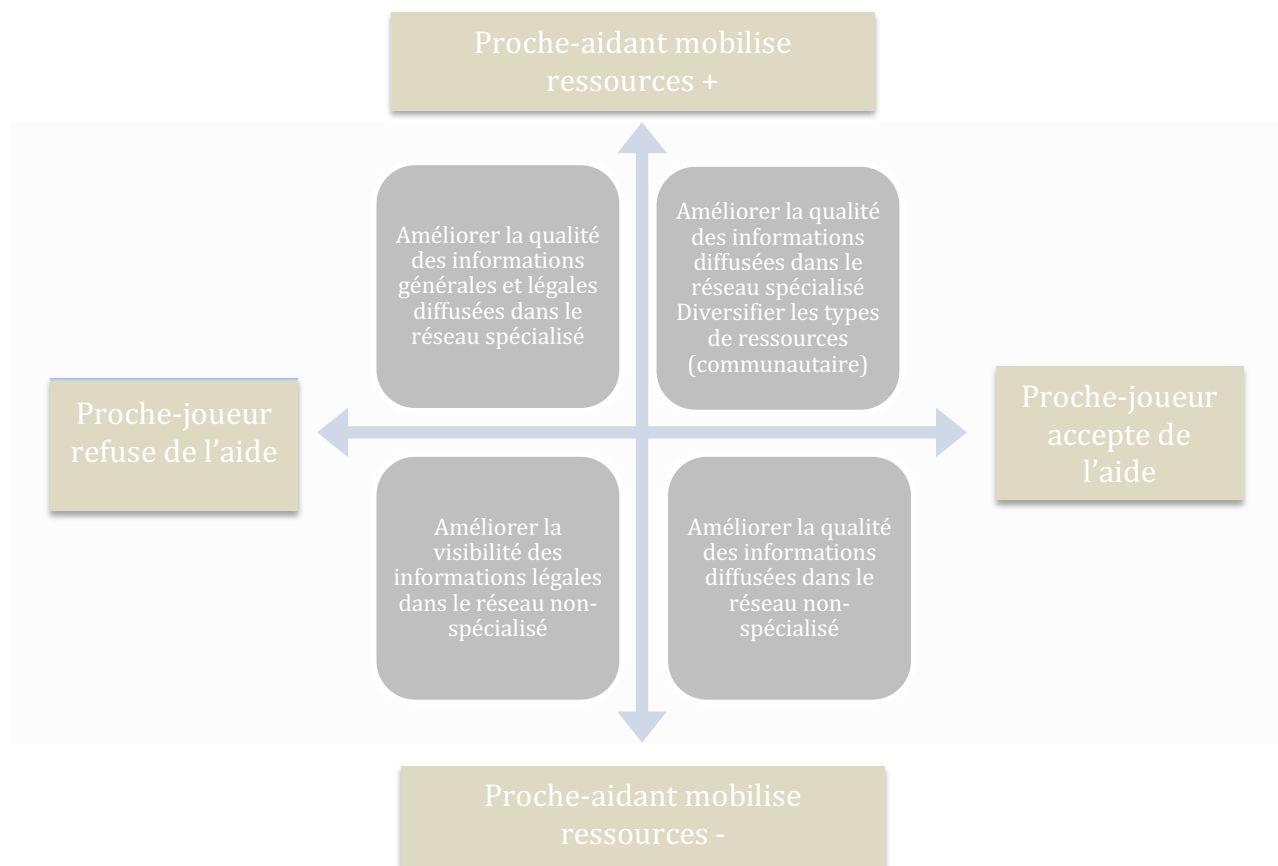 Proche-aidant mobilise
ressources +
Améliorer la qualité
des informations
générales et légales
diffusées dans le
réseau spécialisé
Améliorer la qualité
des informations
diffusées dans le
réseau spécialisé
Diversifier les types
de ressources
(communautaire)
Proche-joueur
refuse de l’aide
Proche-joueur
accepte de
l’aide
Améliorer la
visibilité des
informations légales
dans le réseau non-
spécialisé
Améliorer la qualité
des informations
diffusées dans le
réseau non-
spécialisé
Proche-aidant mobilise
ressources -